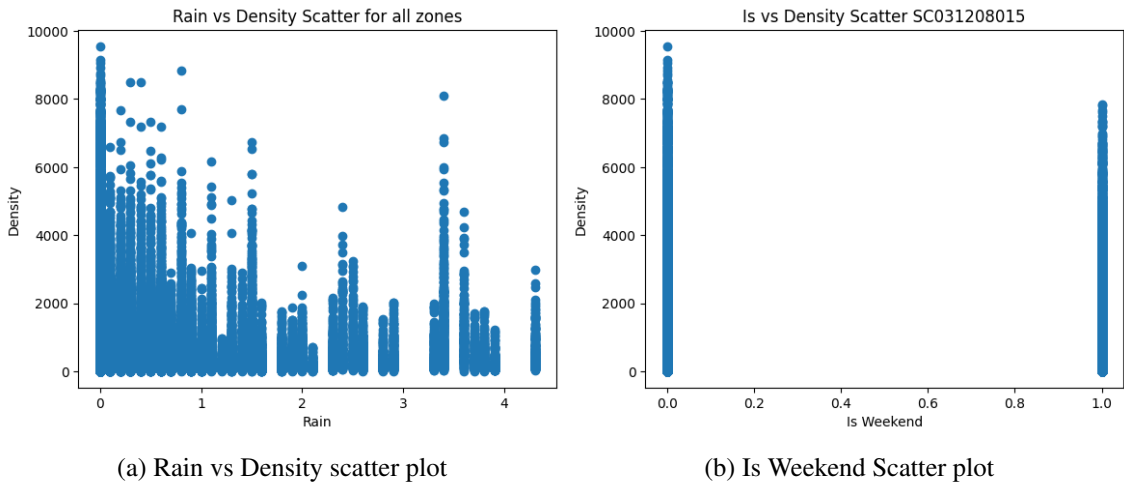 Rain vs Density Scatter for all zones
10000
8000
6000
4000
2000
0
Density
0 1 2 3 4
Rain
(a) Rain vs Density scatter plot
Is vs Density Scatter SC031208015
10000
8000
6000
4000
2000
0
Density
0.0 0.2 0.4 0.6 0.8 1.0
Is Weekend
(b) Is Weekend Scatter plot